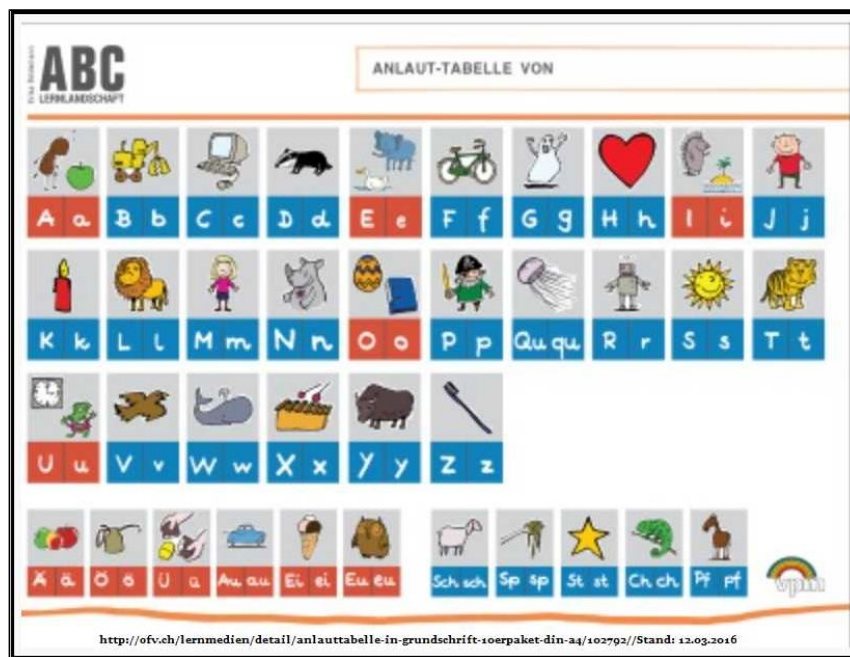 ABC
LERNLANDSCHAFT
ANLAUT-TABELLE VON
A a B b C c D d E e F f G g H h I i J j
K k L l M m N n O o P p Qu qu R r S s T t
U u V v W w X x Y y Z z
Ä ä Ö ö Ü ü Au au Ei ei Eu eu Sch sch Sp sp St st Ch ch Pf pf
vpm
http://ofv.ch/lernmedien/detail/anlauttabelle-in-grundschrift-10erpaket-din-a4/102792//Stand: 12.03.2016